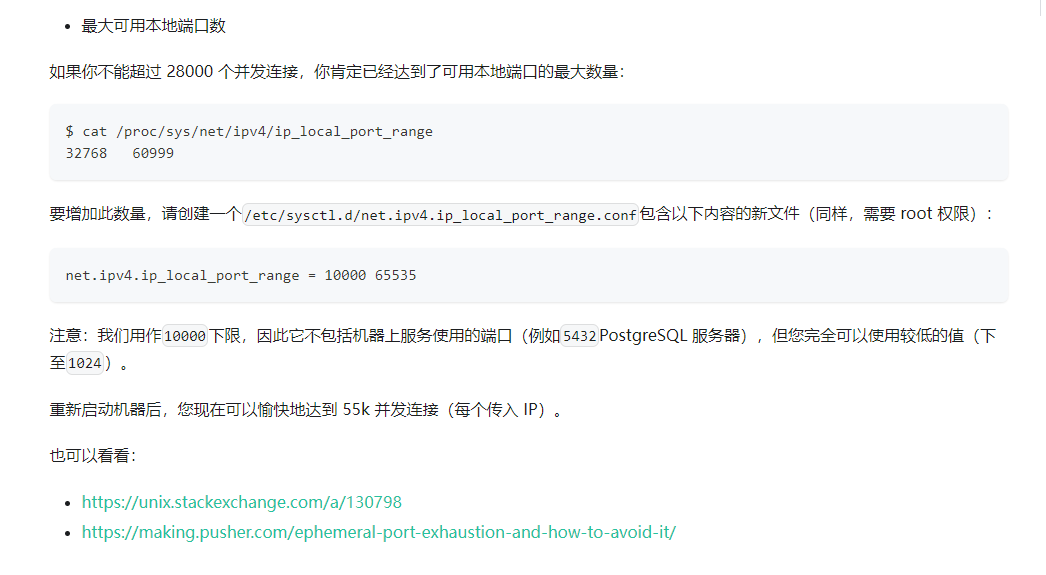 最大可用本地端口数
如果你不能超过 28000 个并发连接，你肯定已经达到了可用本地端口的最大数量：
$ cat /proc/sys/net/ipv4/ip_local_port_range
32768   60999
要增加此数量，请创建一个/etc/sysctl.d/net.ipv4.ip_local_port_range.conf包含以下内容的新文件（同样，需要 root 权限）：
net.ipv4.ip_local_port_range = 10000 65535
注意：我们用作10000下限，因此它不包括机器上服务使用的端口（例如5432PostgreSQL 服务器），但您完全可以使用较低的值（下
至1024）。
重新启动机器后，您现在可以愉快地达到 55k 并发连接（每个传入 IP）。
也可以看看：
https://unix.stackexchange.com/a/130798
https://making.pusher.com/ephemeral-port-exhaustion-and-how-to-avoid-it/